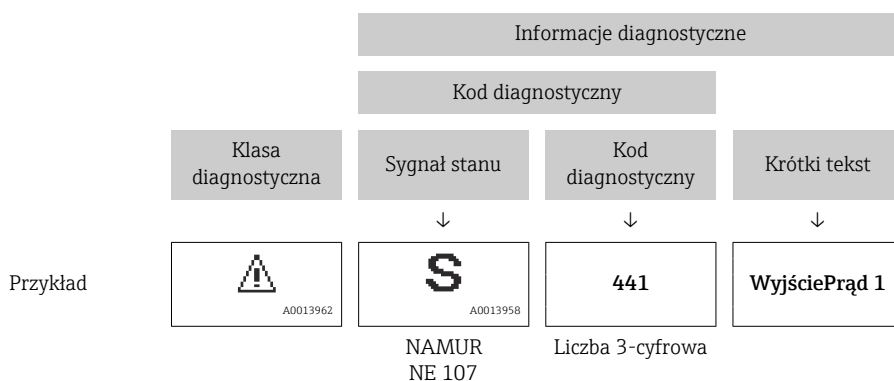 Informacje diagnostyczne
Kod diagnostyczny
Klasa
diagnostyczna
Sygnał stanu
Kod
diagnostyczny
Krótki tekst
↓ ↓ ↓
Przykład
A0013962
S
A0013958
441
WyjściePrąd 1
NAMUR
NE 107
Liczba 3-cyfrowa